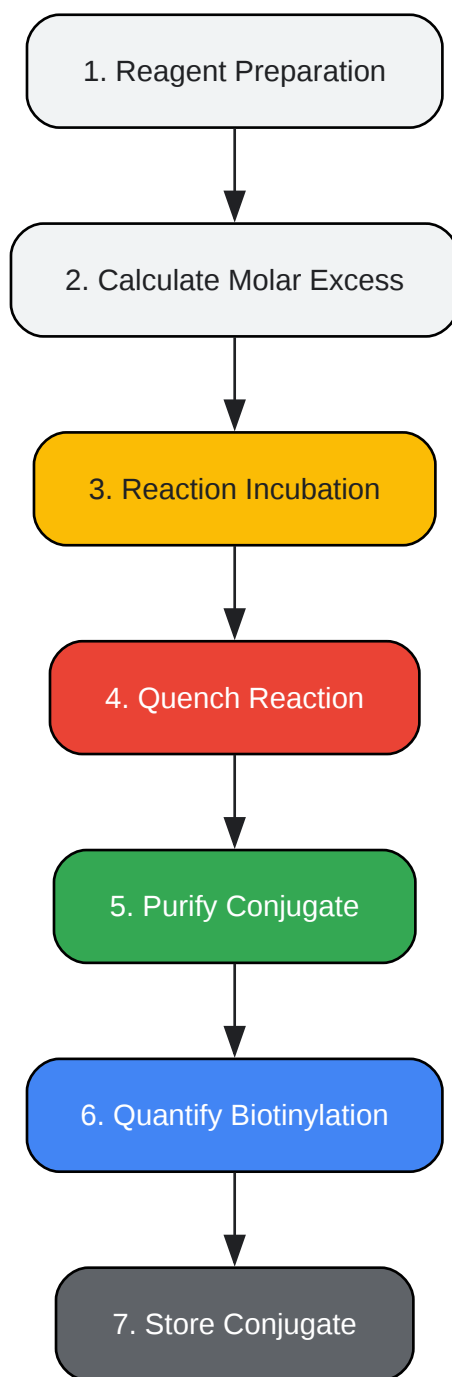 1. Reagent Preparation
2. Calculate Molar Excess
3. Reaction Incubation
4. Quench Reaction
5. Purify Conjugate
6. Quantify Biotinylation
7. Store Conjugate